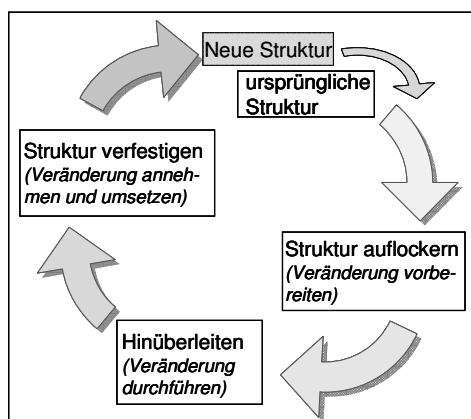 Neue Struktur
ursprüngliche
Struktur
Struktur auflockern
(Veränderung vorbe-
reiten)
Hinüberleiten
(Veränderung
durchführen)
Struktur verfestigen
(Veränderung anneh-
men und umsetzen)